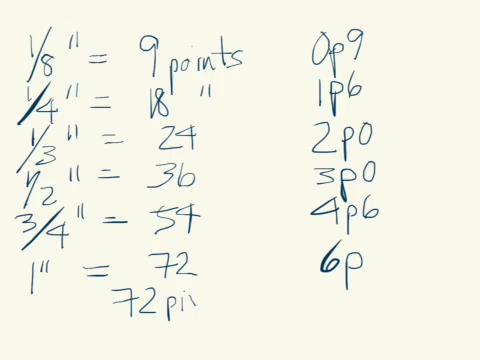 1/8 " = 9 points 0p9
1/4 " = 18 " 1p6
1/3 " = 24 2p0
1/2 " = 36 3p0
3/4 " = 54 4p6
1" = 72 6p
72 pi